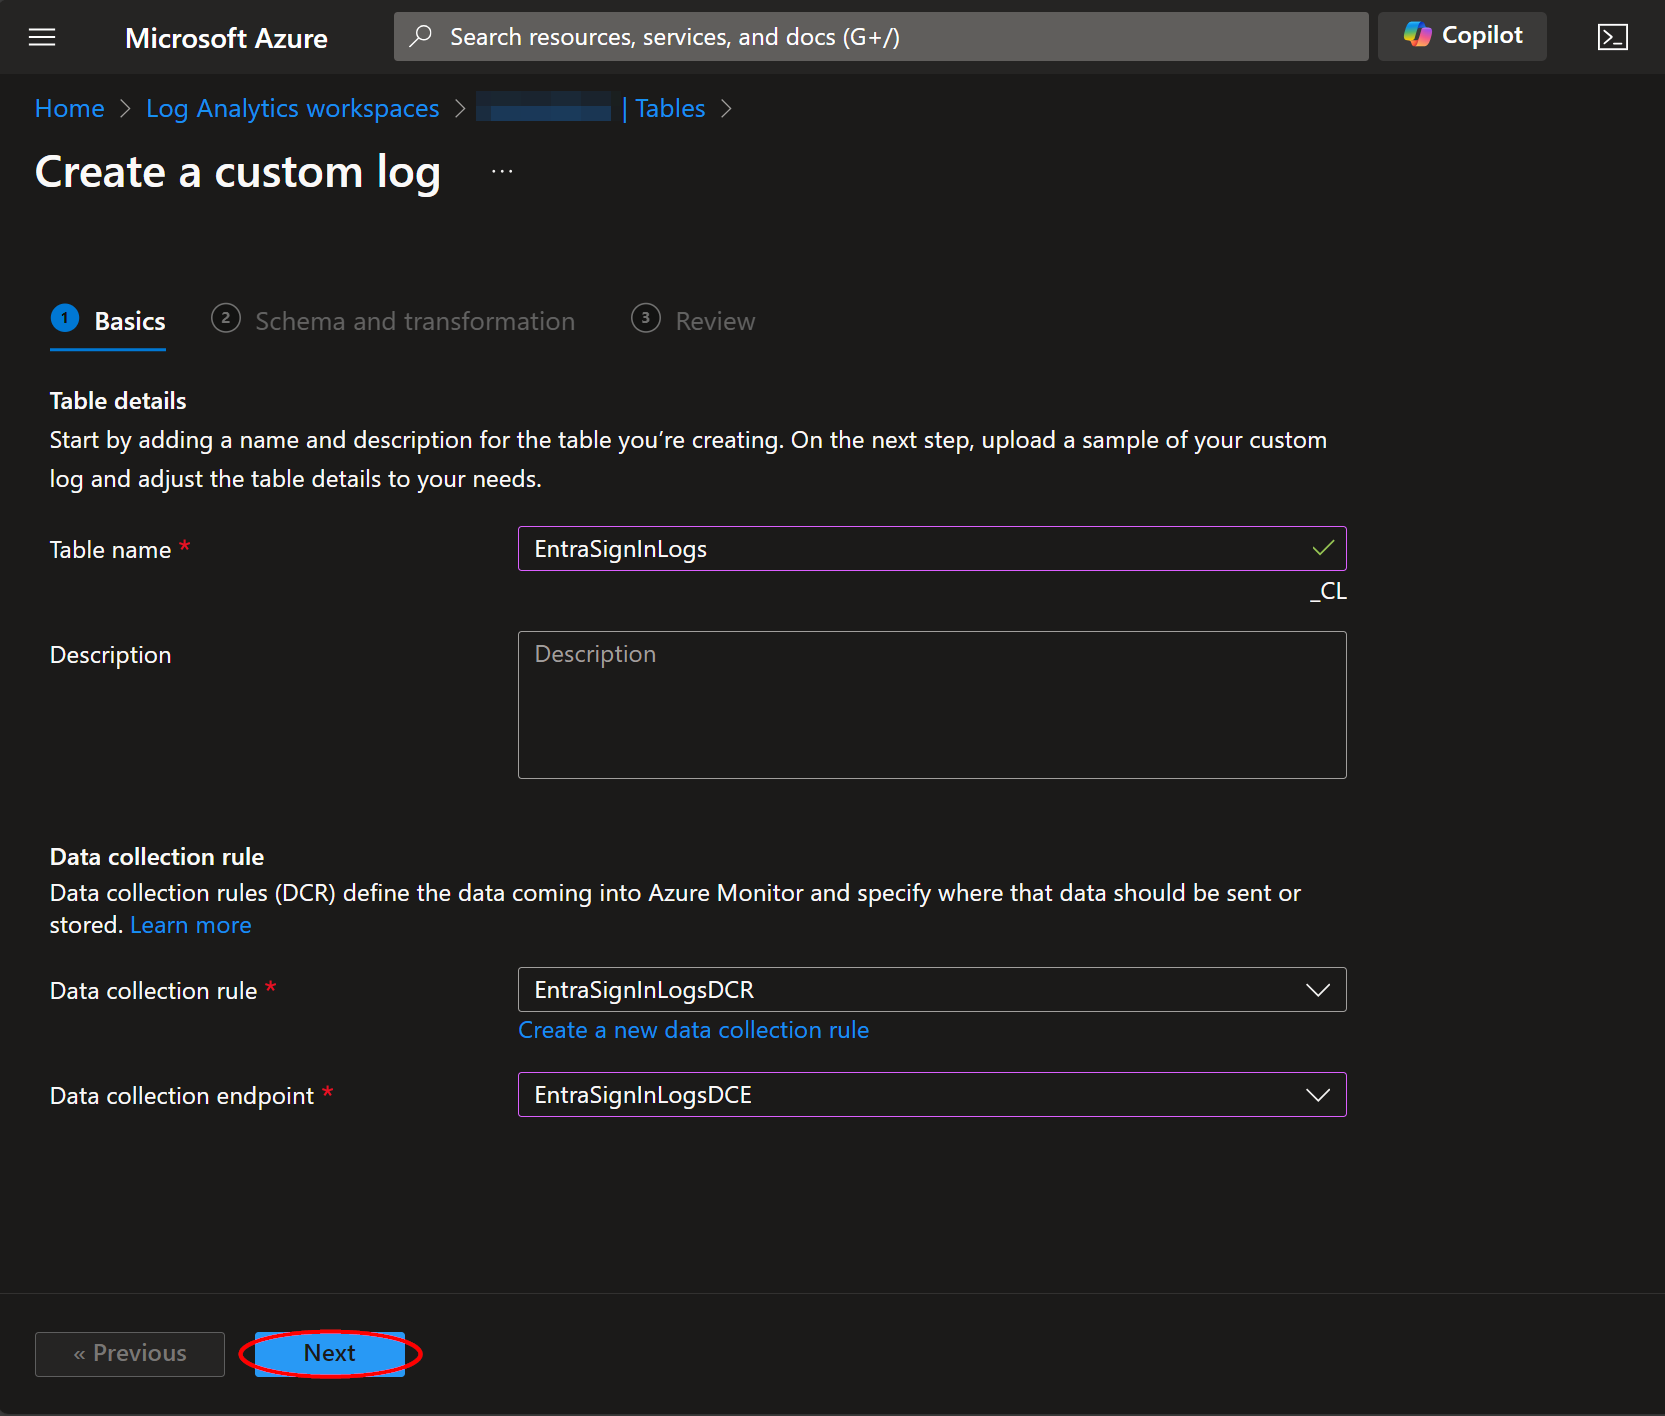 Microsoft Azure
Search resources, services, and docs (G+/)
Copilot
Home > Log Analytics workspaces > | Tables >
Create a custom log ...
1 Basics
2 Schema and transformation
3 Review
Table details
Start by adding a name and description for the table you’re creating. On the next step, upload a sample of your custom
log and adjust the table details to your needs.
Table name *
EntraSignInLogs
_CL
Description
Description
Data collection rule
Data collection rules (DCR) define the data coming into Azure Monitor and specify where that data should be sent or
stored. Learn more
Data collection rule *
EntraSignInLogsDCR
Create a new data collection rule
Data collection endpoint *
EntraSignInLogsDCE
« Previous
Next